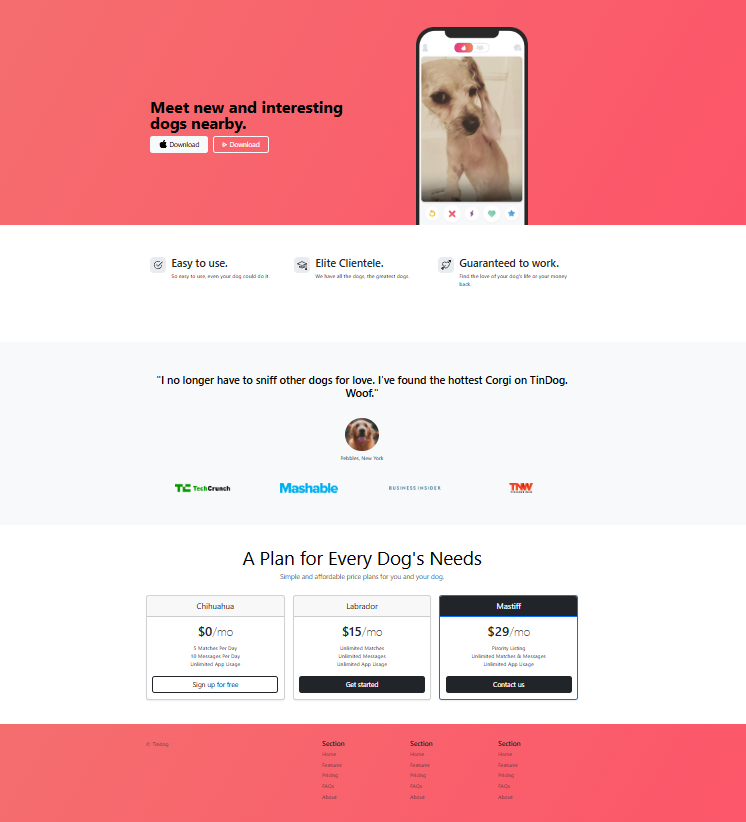 Meet new and interesting
dogs nearby.
Download
Download
Easy to use.
So easy to use, even your dog could do it.
Elite Clientele.
We have all the dogs, the greatest dogs.
Guaranteed to work.
Find the love of your dog's life or your money
back.
"I no longer have to sniff other dogs for love. I've found the hottest Corgi on TinDog.
Woof."
Pebbles, New York
TC TechCrunch
Mashable
BUSINESS INSIDER
TNW
A Plan for Every Dog's Needs
Simple and affordable price plans for you and your dog.
Chihuahua
$0/mo
5 Matches Per Day
10 Messages Per Day
Unlimited App Usage
Sign up for free
Labrador
$15/mo
Unlimited Matches
Unlimited Messages
Unlimited App Usage
Get started
Mastiff
$29/mo
Pirority Listing
Unlimited Matches & Messages
Unlimited App Usage
Contact us
© Tindog
Section
Home
Features
Pricing
FAQs
About
Section
Home
Features
Pricing
FAQs
About
Section
Home
Features
Pricing
FAQs
About